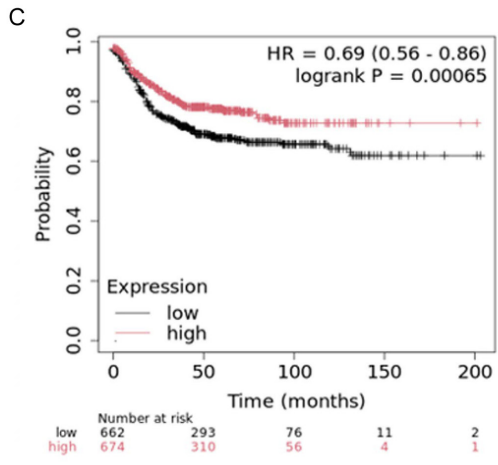 C
HR = 0.69 (0.56 - 0.86)
logrank P = 0.00065
Probability
1.0
0.8
0.6
0.4
0.2
0.0
Expression
low
high
0 50 100 150 200
Time (months)
Number at risk
low 662 293 76 11 2
high 674 310 56 4 1